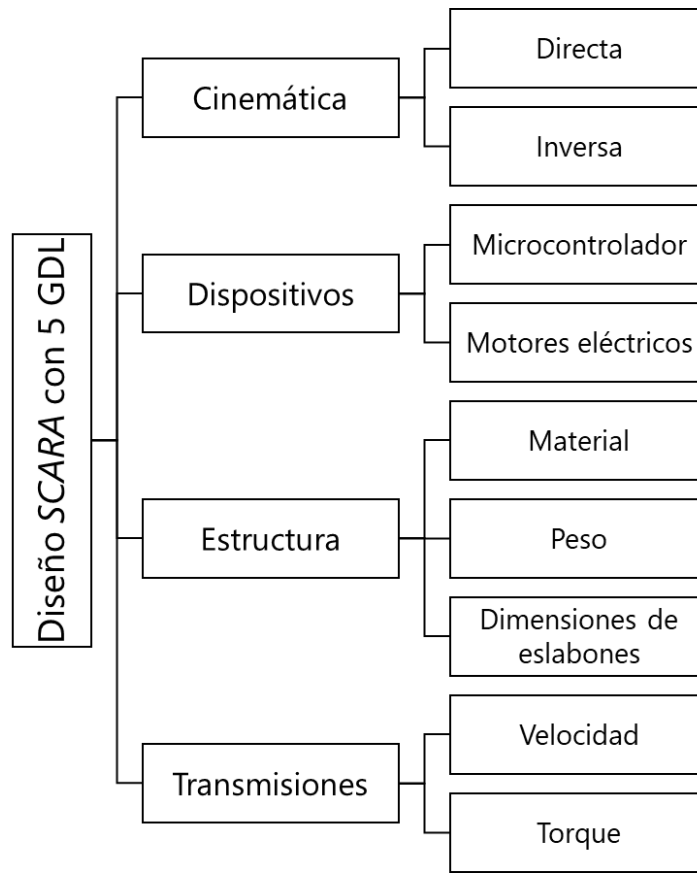 Diseño SCARA con 5 GDL
Cinemática
Directa
Inversa
Dispositivos
Microcontrolador
Motores eléctricos
Estructura
Material
Peso
Dimensiones de
eslabones
Transmisiones
Velocidad
Torque